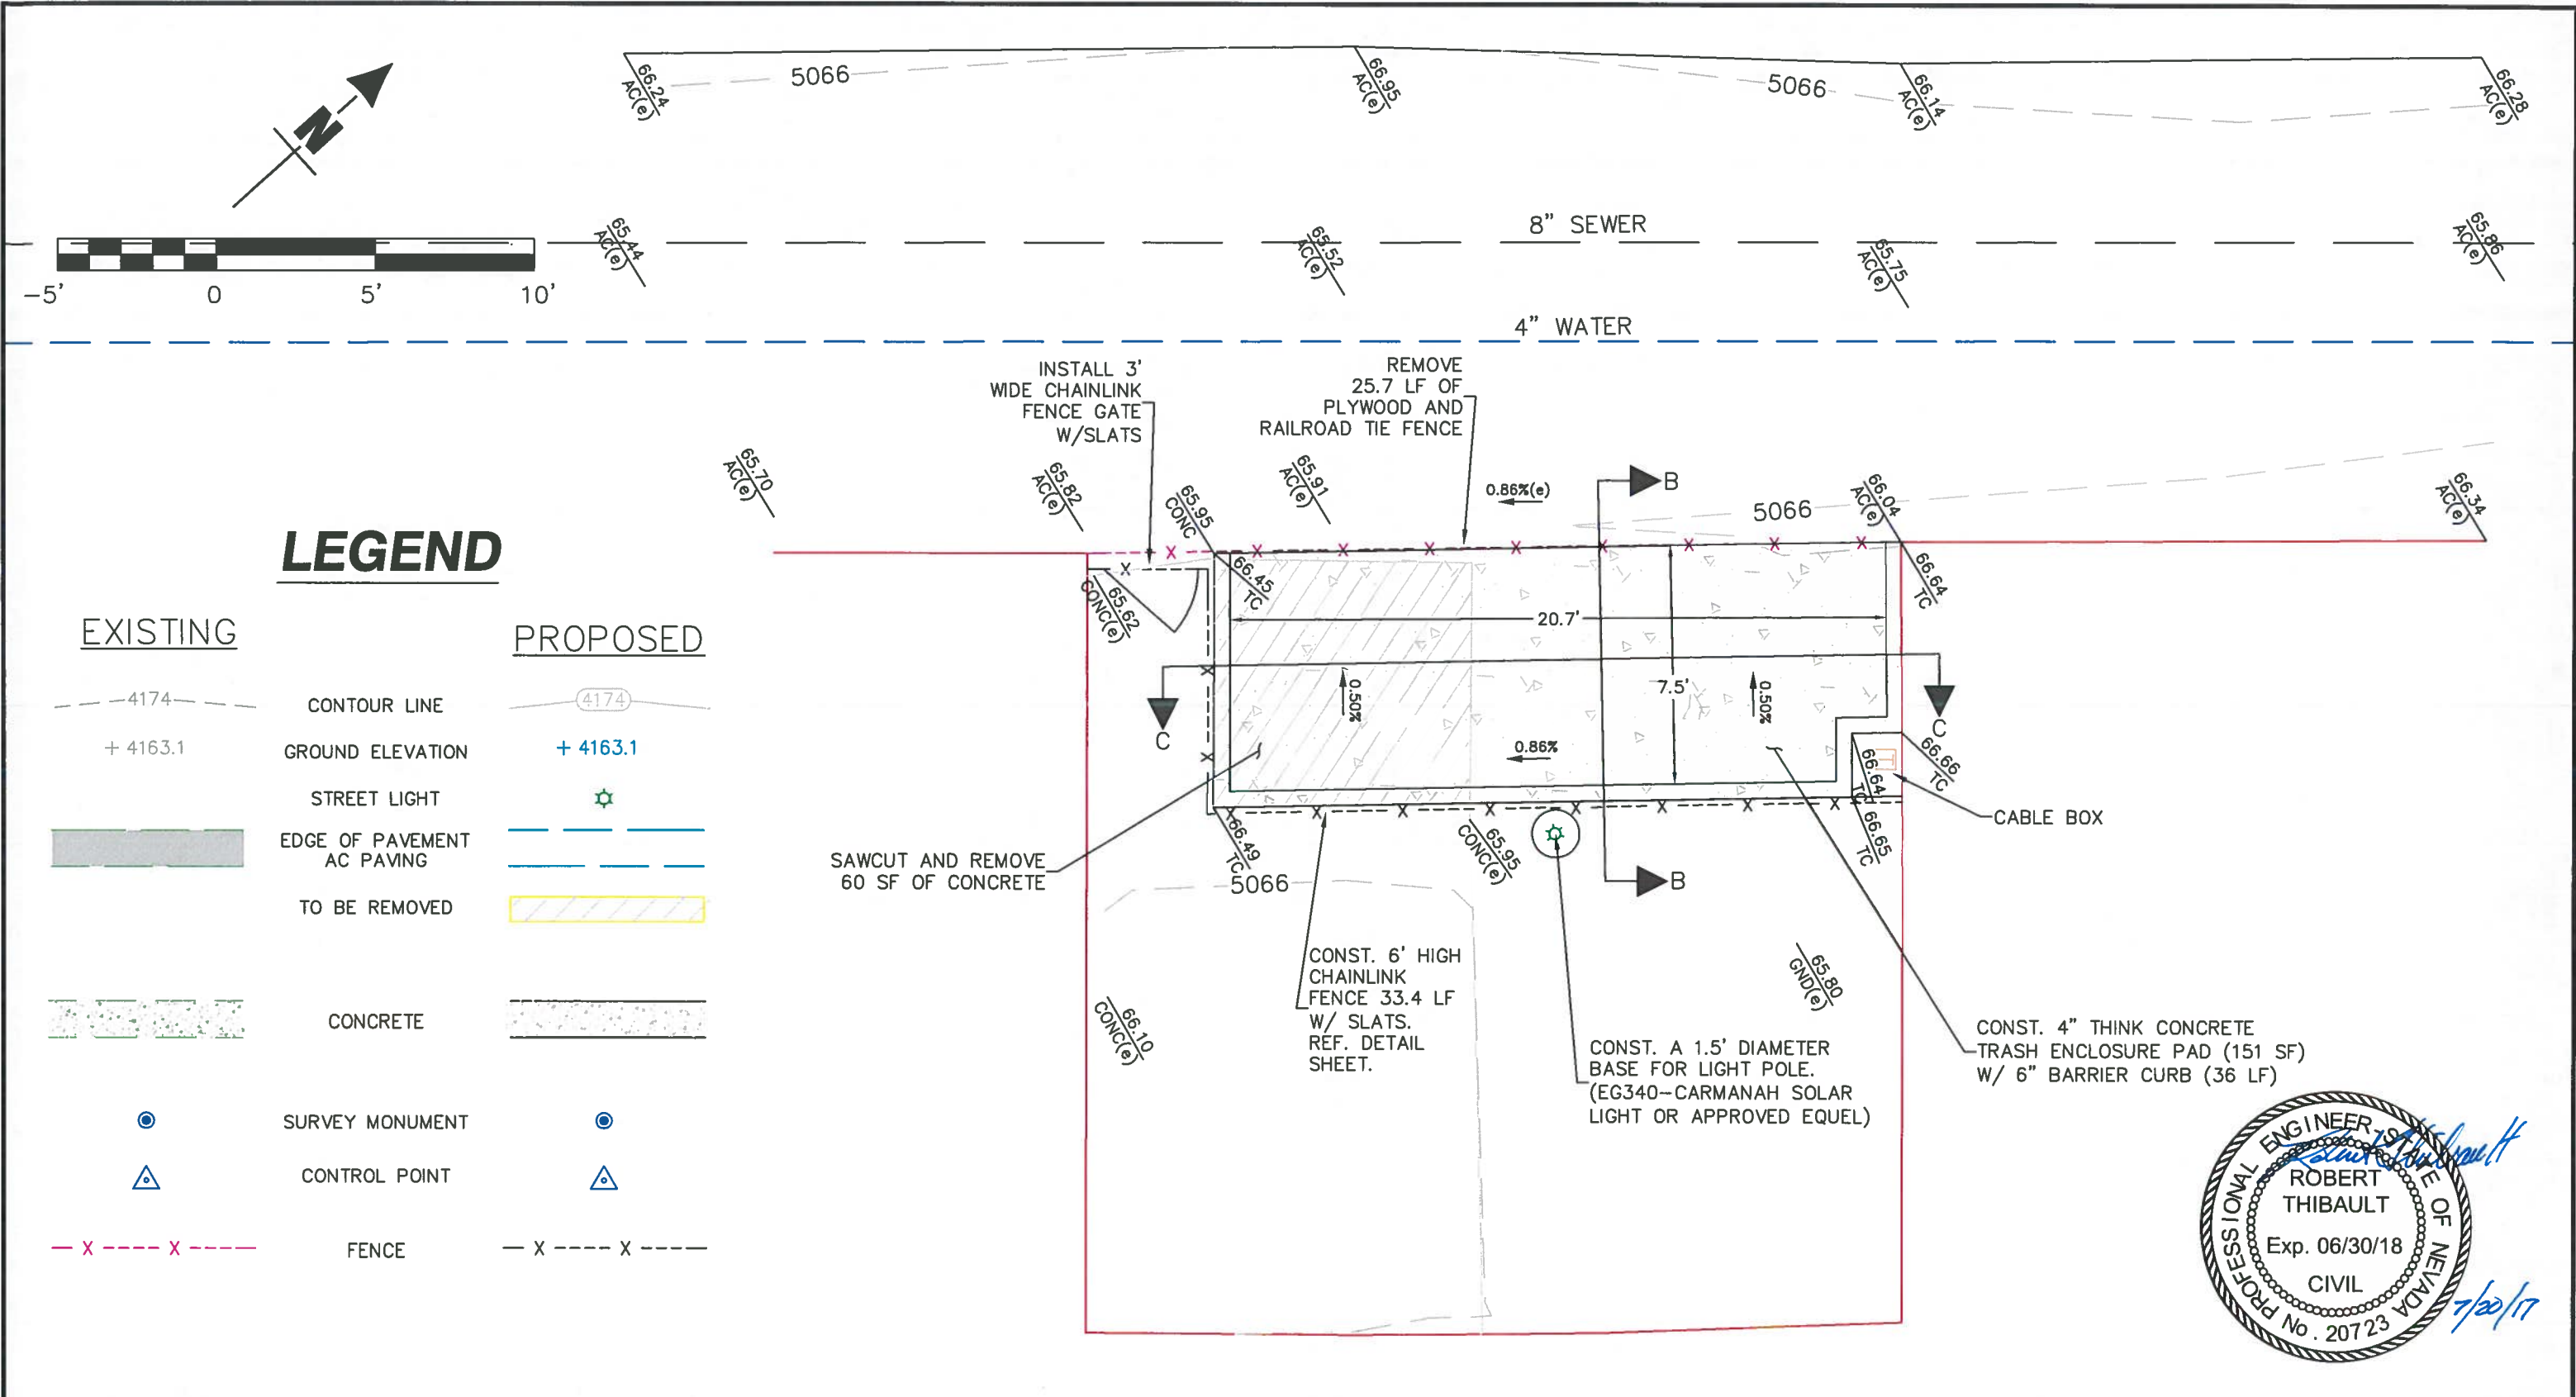 66.24
AC(e)
5066
66.95
AC(e)
5066
66.14
AC(e)
66.28
AC(e)
N
65.44
AC(e)
8" SEWER
65.52
AC(e)
65.75
AC(e)
65.86
AC(e)
-5' 0 5' 10'
4" WATER
INSTALL 3'
WIDE CHAINLINK
FENCE GATE
W/SLATS
REMOVE
25.7 LF OF
PLYWOOD AND
RAILROAD TIE FENCE
65.70
AC(e)
65.82
AC(e)
65.95
CONC
65.91
AC(e)
0.86%(e)
B
5066
66.04
AC(e)
66.34
AC(e)
65.62
CONC(e)
66.45
TC
66.64
TC
20.7'
7.5'
0.50%
0.50%
0.86%
C
C
66.66
TC
66.64
TC
T
CABLE BOX
66.65
TC
66.49
TC
65.95
CONC(e)
B
SAWCUT AND REMOVE
60 SF OF CONCRETE
5066
CONST. 6' HIGH
CHAINLINK
FENCE 33.4 LF
W/ SLATS.
REF. DETAIL
SHEET.
66.10
CONC(e)
65.80
GND(e)
CONST. A 1.5' DIAMETER
BASE FOR LIGHT POLE.
(EG340-CARMANAH SOLAR
LIGHT OR APPROVED EQUEL)
CONST. 4" THINK CONCRETE
TRASH ENCLOSURE PAD (151 SF)
W/ 6" BARRIER CURB (36 LF)
LEGEND
EXISTING PROPOSED
4174 CONTOUR LINE 4174
+ 4163.1 GROUND ELEVATION + 4163.1
STREET LIGHT
EDGE OF PAVEMENT
AC PAVING
TO BE REMOVED
CONCRETE
SURVEY MONUMENT
CONTROL POINT
X X FENCE X X
PROFESSIONAL ENGINEER-STATE OF NEVADA
Robert Thibault
ROBERT
THIBAULT
Exp. 06/30/18
CIVIL
No. 20723
7/20/17